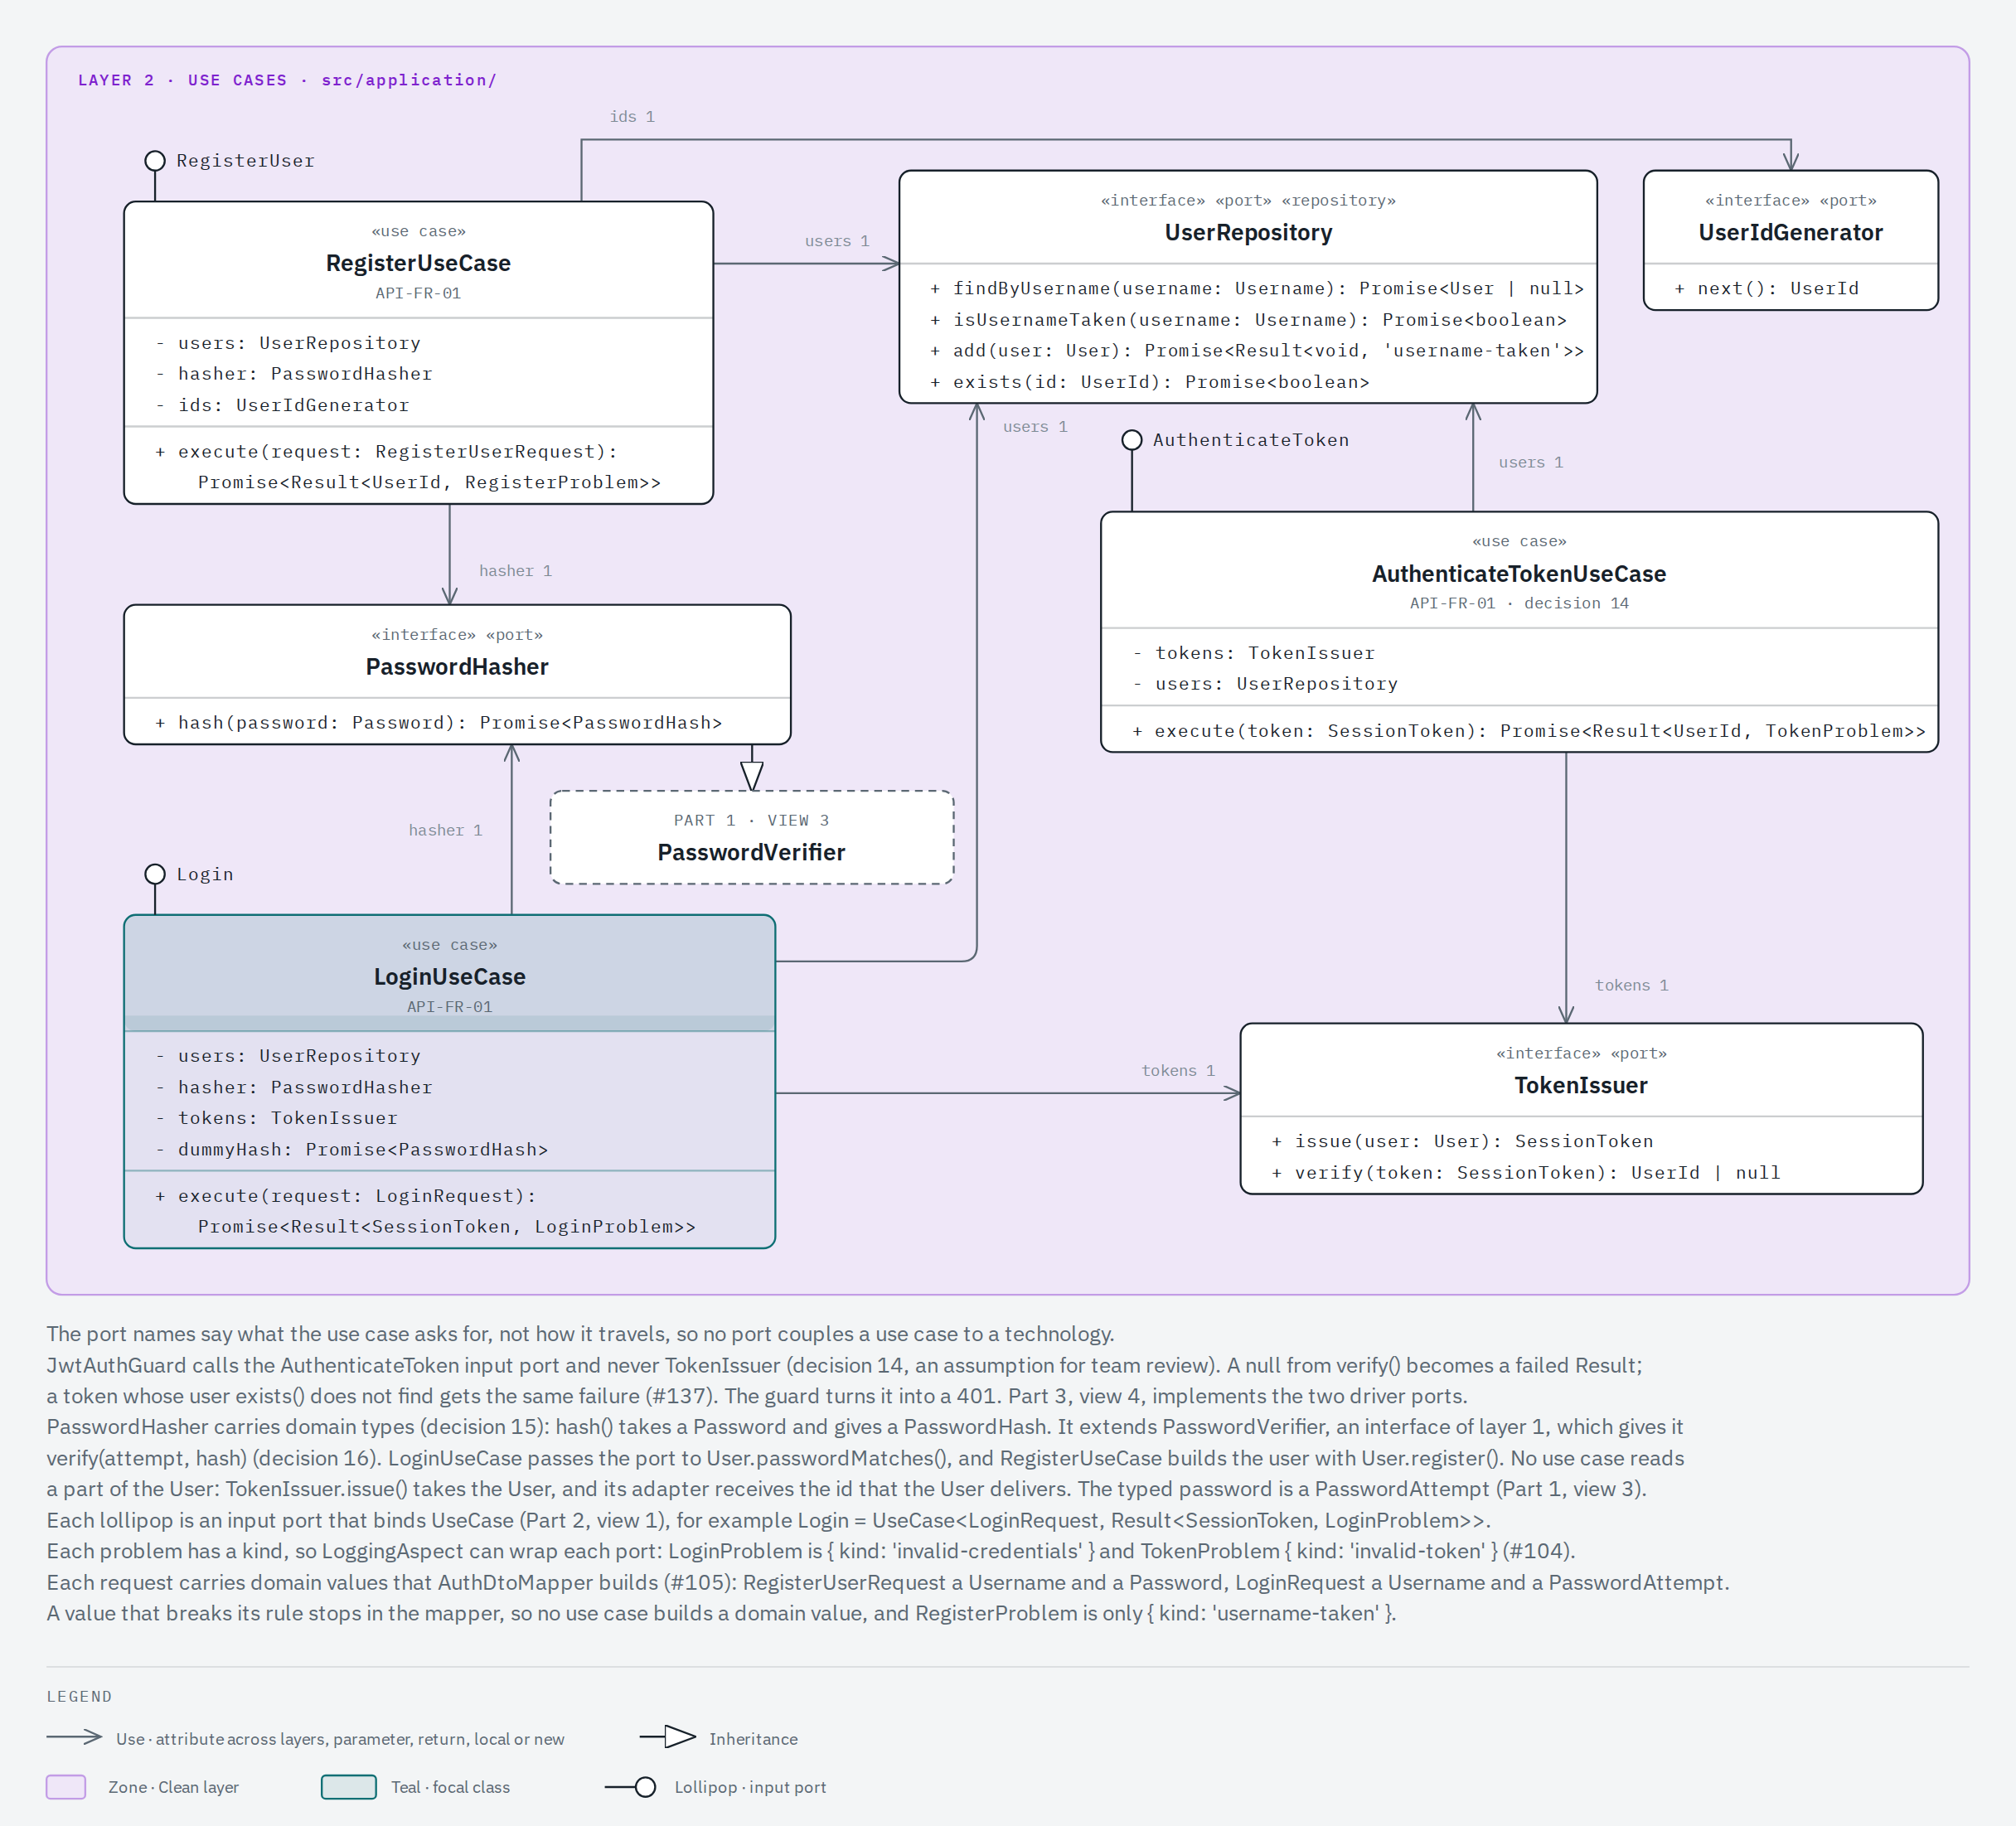 LAYER 2 · USE CASES · src/application/
ids 1
RegisterUser
«use case»
RegisterUseCase
API-FR-01
- users: UserRepository
- hasher: PasswordHasher
- ids: UserIdGenerator
+ execute(request: RegisterUserRequest):
Promise<Result<UserId, RegisterProblem>>
users 1
«interface» «port» «repository»
UserRepository
+ findByUsername(username: Username): Promise<User | null>
+ isUsernameTaken(username: Username): Promise<boolean>
+ add(user: User): Promise<Result<void, 'username-taken'>>
+ exists(id: UserId): Promise<boolean>
«interface» «port»
UserIdGenerator
+ next(): UserId
users 1
AuthenticateToken
users 1
«use case»
AuthenticateTokenUseCase
API-FR-01 · decision 14
- tokens: TokenIssuer
- users: UserRepository
+ execute(token: SessionToken): Promise<Result<UserId, TokenProblem>>
hasher 1
«interface» «port»
PasswordHasher
+ hash(password: Password): Promise<PasswordHash>
hasher 1
PART 1 · VIEW 3
PasswordVerifier
Login
«use case»
LoginUseCase
API-FR-01
- users: UserRepository
- hasher: PasswordHasher
- tokens: TokenIssuer
- dummyHash: Promise<PasswordHash>
+ execute(request: LoginRequest):
Promise<Result<SessionToken, LoginProblem>>
tokens 1
tokens 1
«interface» «port»
TokenIssuer
+ issue(user: User): SessionToken
+ verify(token: SessionToken): UserId | null
The port names say what the use case asks for, not how it travels, so no port couples a use case to a technology.
JwtAuthGuard calls the AuthenticateToken input port and never TokenIssuer (decision 14, an assumption for team review). A null from verify() becomes a failed Result;
a token whose user exists() does not find gets the same failure (#137). The guard turns it into a 401. Part 3, view 4, implements the two driver ports.
PasswordHasher carries domain types (decision 15): hash() takes a Password and gives a PasswordHash. It extends PasswordVerifier, an interface of layer 1, which gives it
verify(attempt, hash) (decision 16). LoginUseCase passes the port to User.passwordMatches(), and RegisterUseCase builds the user with User.register(). No use case reads
a part of the User: TokenIssuer.issue() takes the User, and its adapter receives the id that the User delivers. The typed password is a PasswordAttempt (Part 1, view 3).
Each lollipop is an input port that binds UseCase (Part 2, view 1), for example Login = UseCase<LoginRequest, Result<SessionToken, LoginProblem>>.
Each problem has a kind, so LoggingAspect can wrap each port: LoginProblem is { kind: 'invalid-credentials' } and TokenProblem { kind: 'invalid-token' } (#104).
Each request carries domain values that AuthDtoMapper builds (#105): RegisterUserRequest a Username and a Password, LoginRequest a Username and a PasswordAttempt.
A value that breaks its rule stops in the mapper, so no use case builds a domain value, and RegisterProblem is only { kind: 'username-taken' }.
LEGEND
Use · attribute across layers, parameter, return, local or new
Inheritance
Zone · Clean layer
Teal · focal class
Lollipop · input port